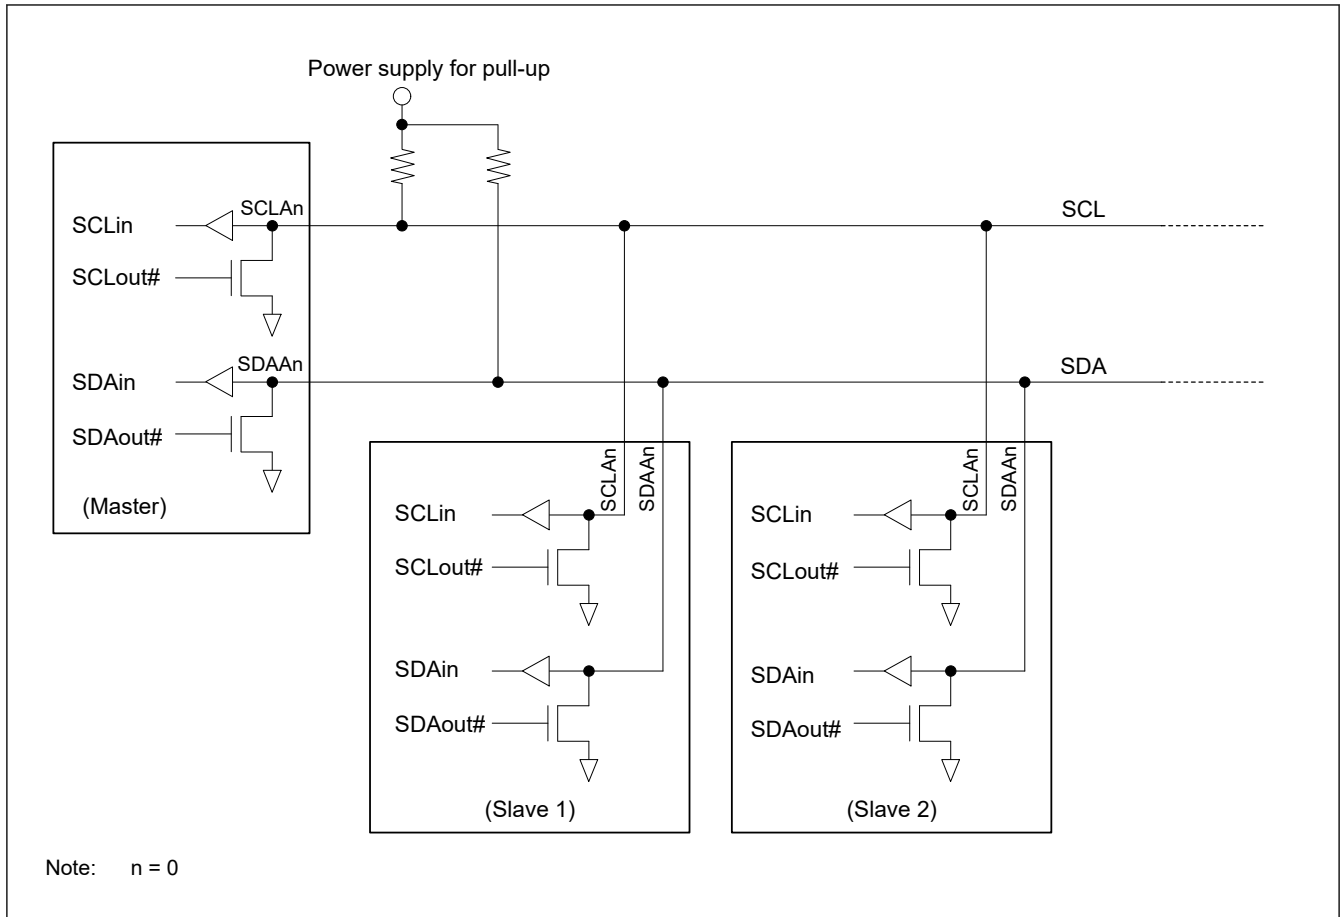 Power supply for pull-up
SCLAn
SCLin
SCLout#
SDAAn
SDAin
SDAout#
(Master)
SCL
SDA
SCLAn
SDAAn
SCLin
SCLout#
SDAin
SDAout#
(Slave 1)
SCLAn
SDAAn
SCLin
SCLout#
SDAin
SDAout#
(Slave 2)
Note: n = 0